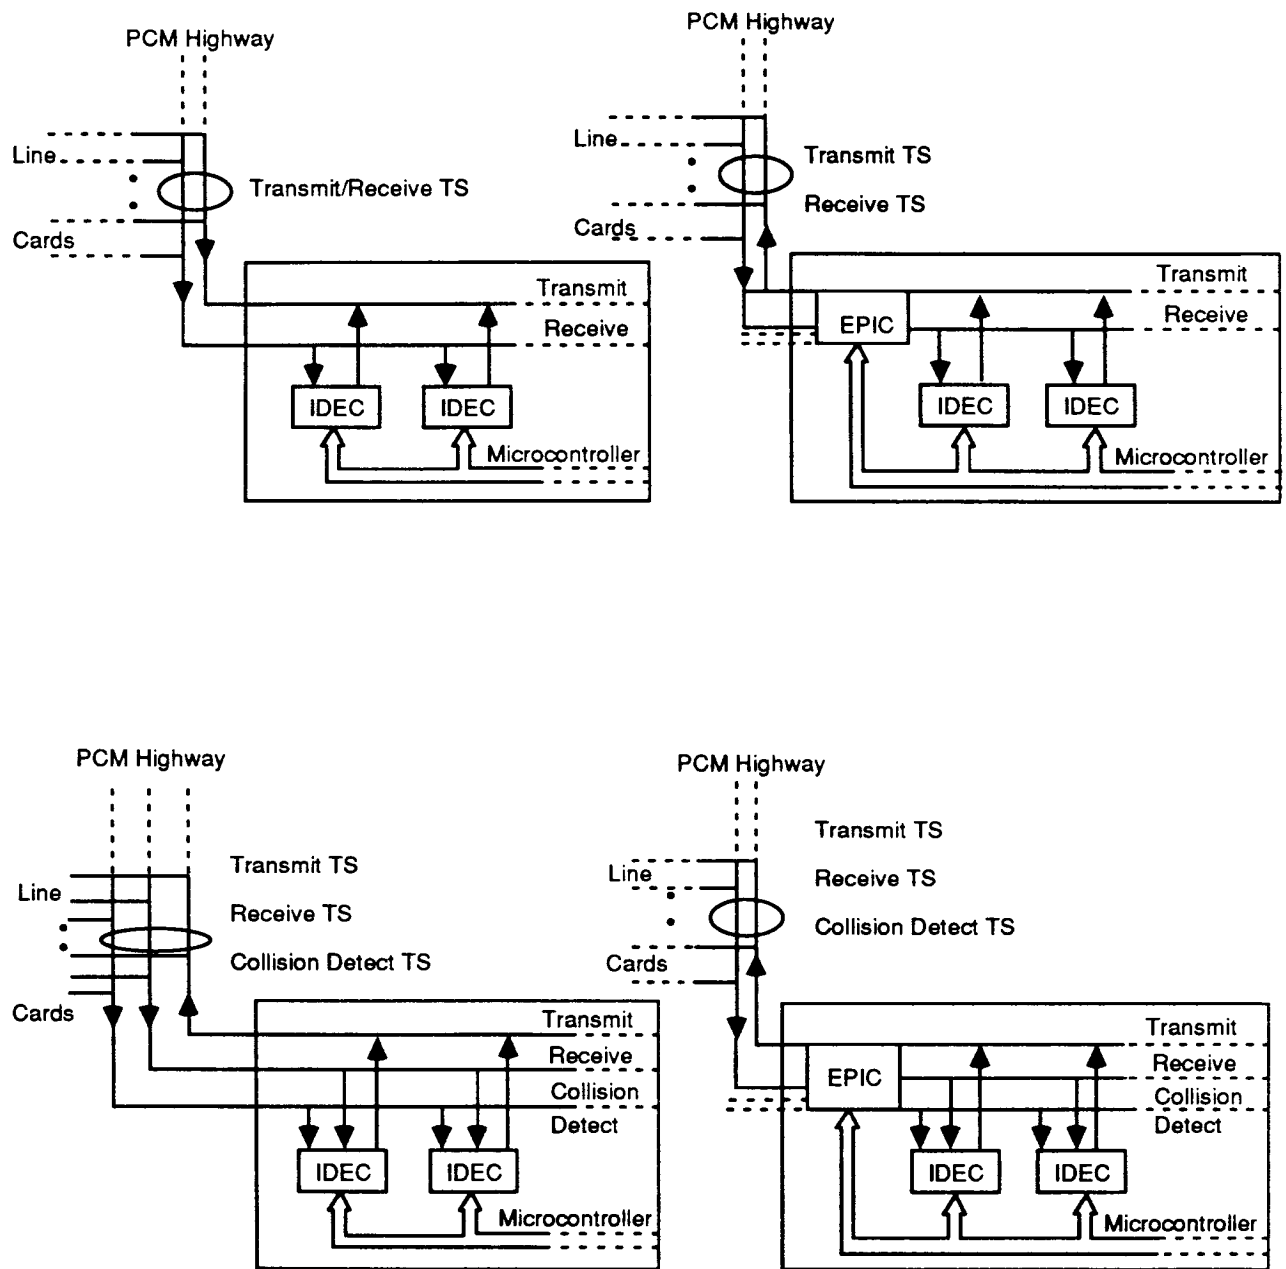 PCM Highway
Line
Transmit/Receive TS
Cards
Transmit
Receive
IDEC
IDEC
Microcontroller
PCM Highway
Line
Transmit TS
Receive TS
Cards
Transmit
EPIC
Receive
IDEC
IDEC
Microcontroller
PCM Highway
Transmit TS
Line
Receive TS
Collision Detect TS
Cards
Transmit
Receive
Collision
Detect
IDEC
IDEC
Microcontroller
PCM Highway
Transmit TS
Line
Receive TS
Collision Detect TS
Cards
Transmit
EPIC
Receive
Collision
Detect
IDEC
IDEC
Microcontroller